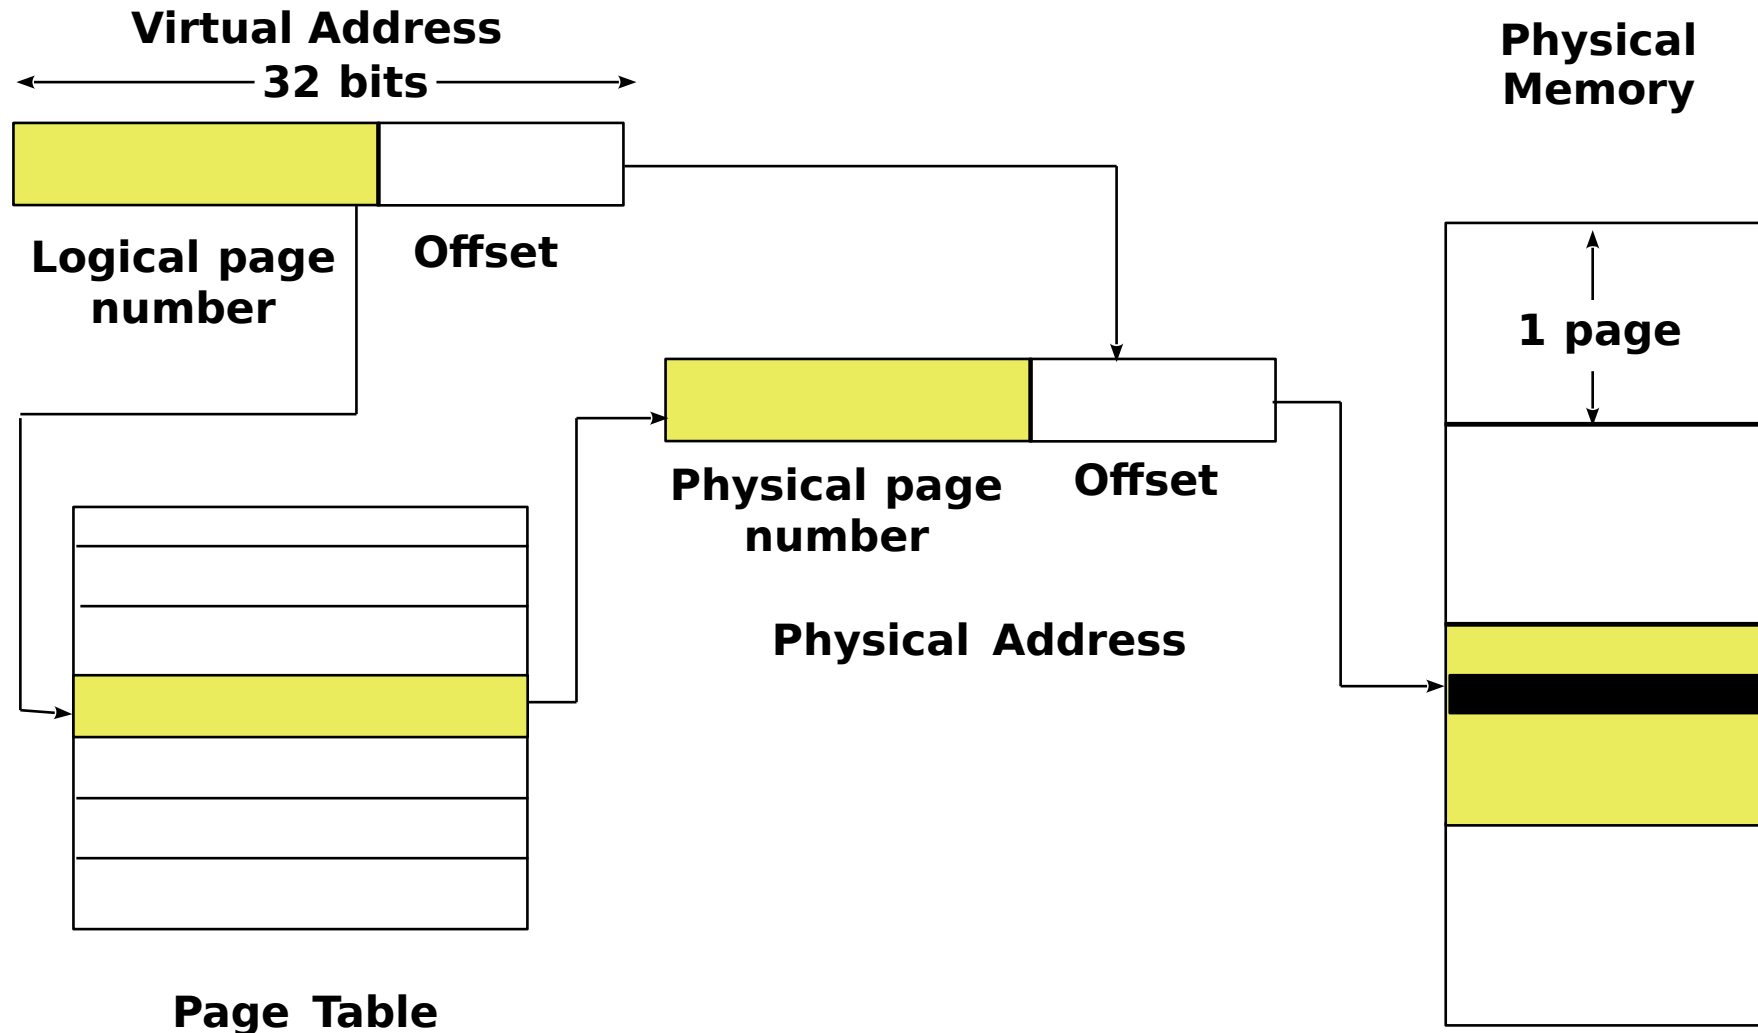 Virtual Address
32 bits
Physical
Memory
Logical page
number
Offset
1 page
Physical page
number
Offset
Physical Address
Page Table